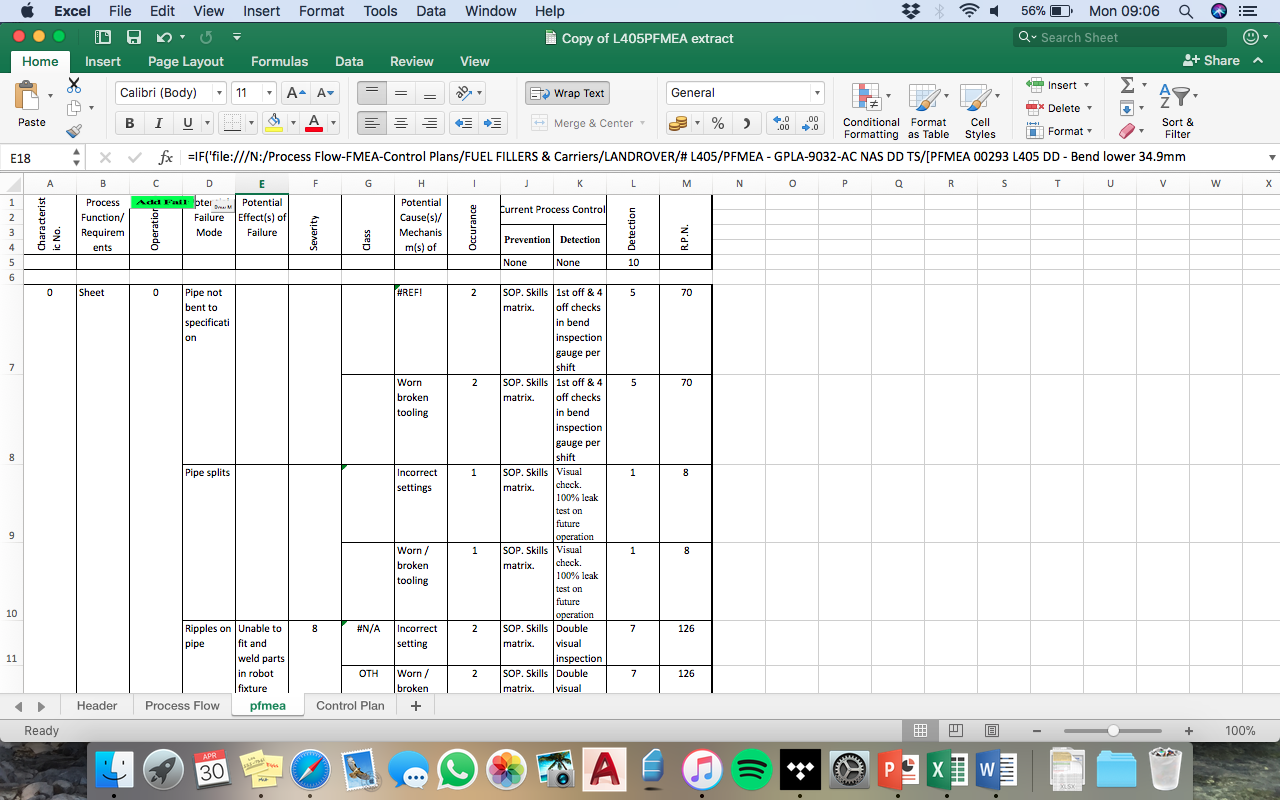 Excel File Edit View Insert Format Tools Data Window Help 56% Mon 09:06
Copy of L405PFMEA extract
Search Sheet
Home Insert Page Layout Formulas Data Review View Share
Paste
Calibri (Body) 11 A A
B I U A
Wrap Text
Merge & Center
General
%
Conditional Formatting
Format as Table
Cell Styles
Insert
Delete
Format
Sort & Filter
E18 fx =IF('file:///N:/Process Flow-FMEA-Control Plans/FUEL FILLERS & Carriers/LANDROVER/# L405/PFMEA - GPLA-9032-AC NAS DD TS/[PFMEA 00293 L405 DD - Bend lower 34.9mm
A B C D E F G H I J K L M N O P Q R S T U V W X
1
2
3
4
5
6
7
8
9
10
11
Characterist
ic No.
Process
Function/
Requirem
ents
Add Fail
Operation
Failure
Mode
Potential
Effect(s) of
Failure
Severity
Class
Potential
Cause(s)/
Mechanis
m(s) of
Occurance
Current Process Control
Prevention Detection
Detection
R.P.N.
None None 10
0 Sheet 0
Pipe not
bent to
specificati
on
#REF! 2
SOP. Skills
matrix.
1st off & 4
off checks
in bend
inspection
gauge per
shift
5 70
Worn
broken
tooling
2
SOP. Skills
matrix.
1st off & 4
off checks
in bend
inspection
gauge per
shift
5 70
Pipe splits
Incorrect
settings
1
SOP. Skills
matrix.
Visual
check.
100% leak
test on
future
operation
1 8
Worn /
broken
tooling
1
SOP. Skills
matrix.
Visual
check.
100% leak
test on
future
operation
1 8
Ripples on
pipe
Unable to
fit and
weld parts
in robot
fixture
8 #N/A
Incorrect
setting
2
SOP. Skills
matrix.
Double
visual
inspection
7 126
OTH
Worn /
broken
2
SOP. Skills
matrix.
Double
visual
7 126
Header Process Flow pfmea Control Plan +
Ready 100%
APR
30